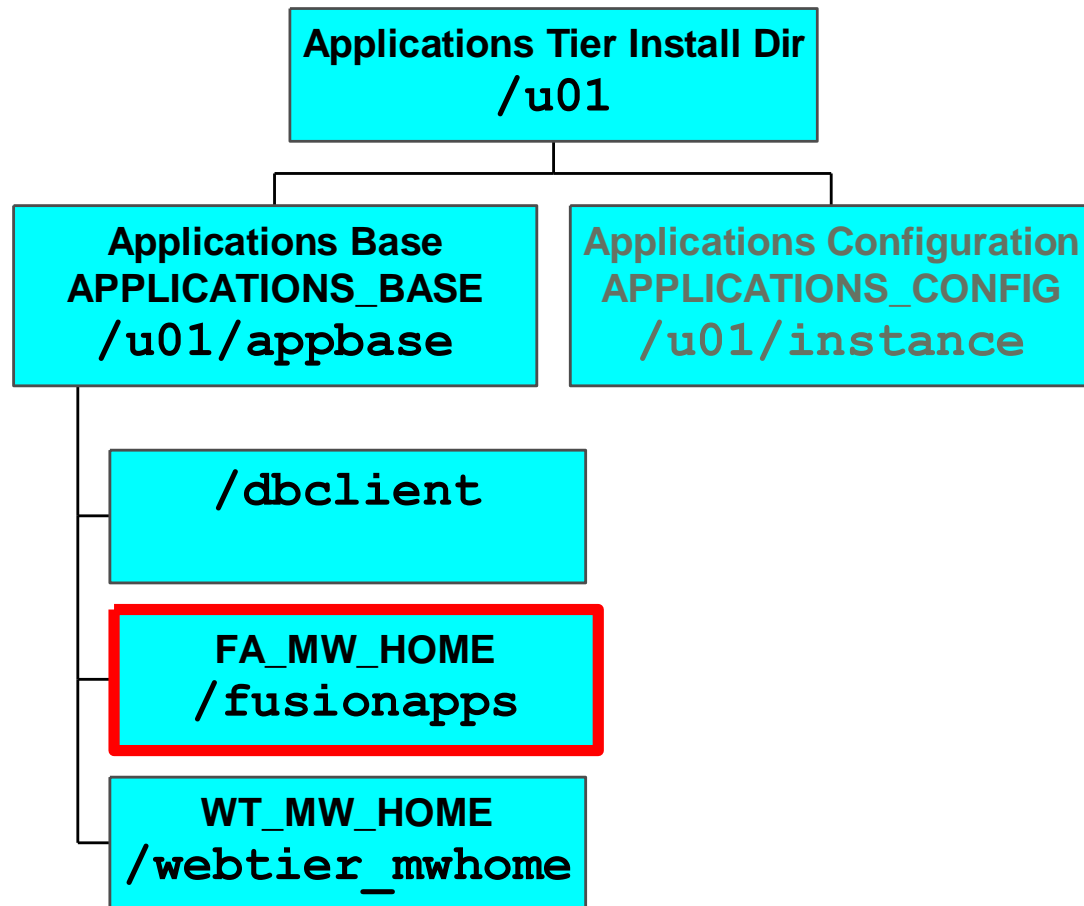 Applications Tier Install Dir
/u01
Applications Base
APPLICATIONS_BASE
/u01/appbase
Applications Configuration
APPLICATIONS_CONFIG
/u01/instance
/dbclient
FA_MW_HOME
/fusionapps
WT_MW_HOME
/webtier_mwhome